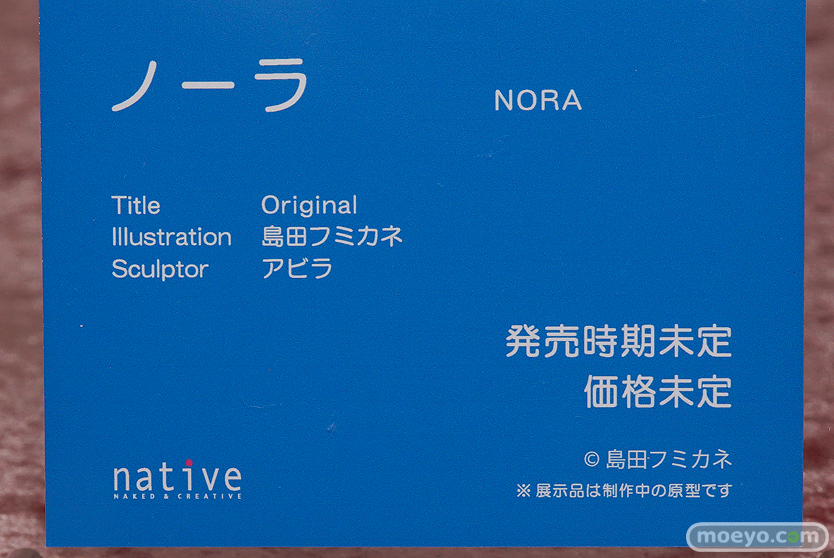 ノーラ NORA
Title Original
Illustration 島田フミカネ
Sculptor アビラ
発売時期未定
価格未定
© 島田フミカネ
※ 展示品は制作中の原型です
native
NAKED & CREATIVE
moeyo.com